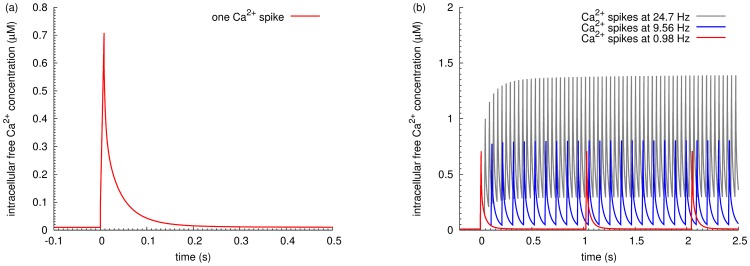 (a)
intracellular free Ca2+ concentration (μM)
0.8
0.7
0.6
0.5
0.4
0.3
0.2
0.1
0
one Ca2+ spike
-0.1 0 0.1 0.2 0.3 0.4 0.5
time (s)
(b)
intracellular free Ca2+ concentration (μM)
2
1.5
1
0.5
0
Ca2+ spikes at 24.7 Hz
Ca2+ spikes at 9.56 Hz
Ca2+ spikes at 0.98 Hz
0 0.5 1 1.5 2 2.5
time (s)